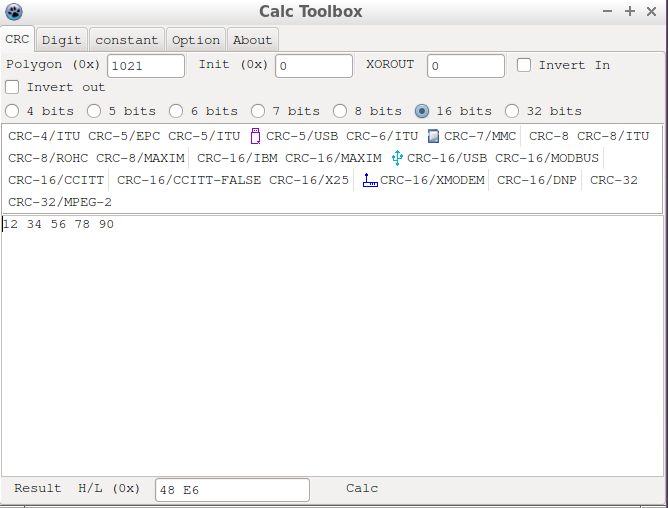 Calc Toolbox
CRC Digit constant Option About
Polygon (0x) 1021 Init (0x) 0 XOROUT 0 Invert In
Invert out
4 bits 5 bits 6 bits 7 bits 8 bits 16 bits 32 bits
CRC-4/ITU CRC-5/EPC CRC-5/ITU CRC-5/USB CRC-6/ITU CRC-7/MMC CRC-8 CRC-8/ITU
CRC-8/ROHC CRC-8/MAXIM CRC-16/IBM CRC-16/MAXIM CRC-16/USB CRC-16/MODBUS
CRC-16/CCITT CRC-16/CCITT-FALSE CRC-16/X25 CRC-16/XMODEM CRC-16/DNP CRC-32
CRC-32/MPEG-2
12 34 56 78 90
Result H/L (0x) 48 E6 Calc